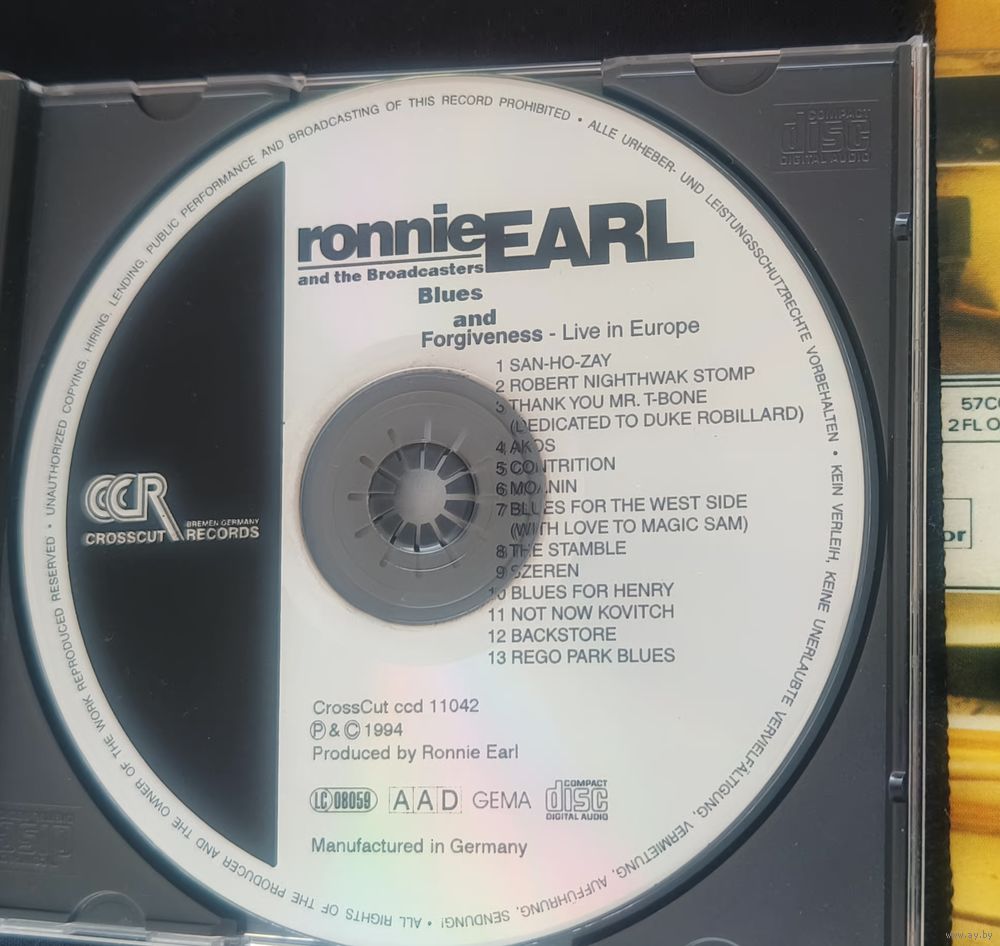 ALL RIGHTS OF THE PRODUCER AND THE OWNER OF THE WORK REPRODUCED RESERVED • UNAUTHORIZED COPYING, HIRING, LENDING, PUBLIC PERFORMANCE AND BROADCASTING OF THIS RECORD PROHIBITED • ALLE URHEBER- UND LEISTUNGSSCHUTZRECHTE VORBEHALTEN • KEIN VERLEIH, KEINE UNERLAUBTE VERVIELFÄLTIGUNG, VERMIETUNG, AUFFÜHRUNG, SENDUNG! •
COMPACT
disc
DIGITAL AUDIO
ronnie EARL
and the Broadcasters
Blues
and
Forgiveness - Live in Europe
1 SAN-HO-ZAY
2 ROBERT NIGHTHWAK STOMP
3 THANK YOU MR. T-BONE
(DEDICATED TO DUKE ROBILLARD)
4 AKOS
5 CONTRITION
6 MOANIN
7 BLUES FOR THE WEST SIDE
(WITH LOVE TO MAGIC SAM)
8 THE STAMBLE
9 SZEREN
10 BLUES FOR HENRY
11 NOT NOW KOVITCH
12 BACKSTORE
13 REGO PARK BLUES
CCR
BREMEN GERMANY
CROSSCUT RECORDS
CrossCut ccd 11042
℗ & © 1994
Produced by Ronnie Earl
LC 08059 AAD GEMA COMPACT disc DIGITAL AUDIO
Manufactured in Germany
2FL O
www.ay.by